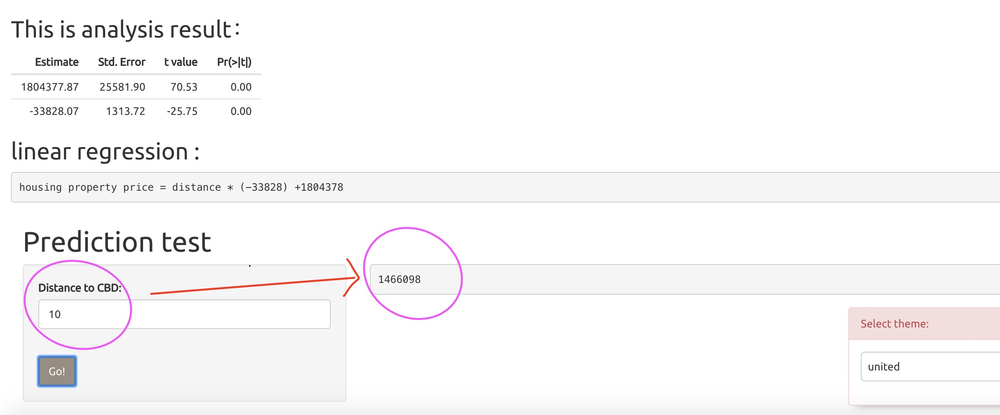 This is analysis result:
Estimate Std. Error t value Pr(>|t|)
1804377.87 25581.90 70.53 0.00
-33828.07 1313.72 -25.75 0.00
linear regression :
housing property price = distance * (-33828) +1804378
Prediction test
Distance to CBD:
10
Go!
1466098
Select theme:
united